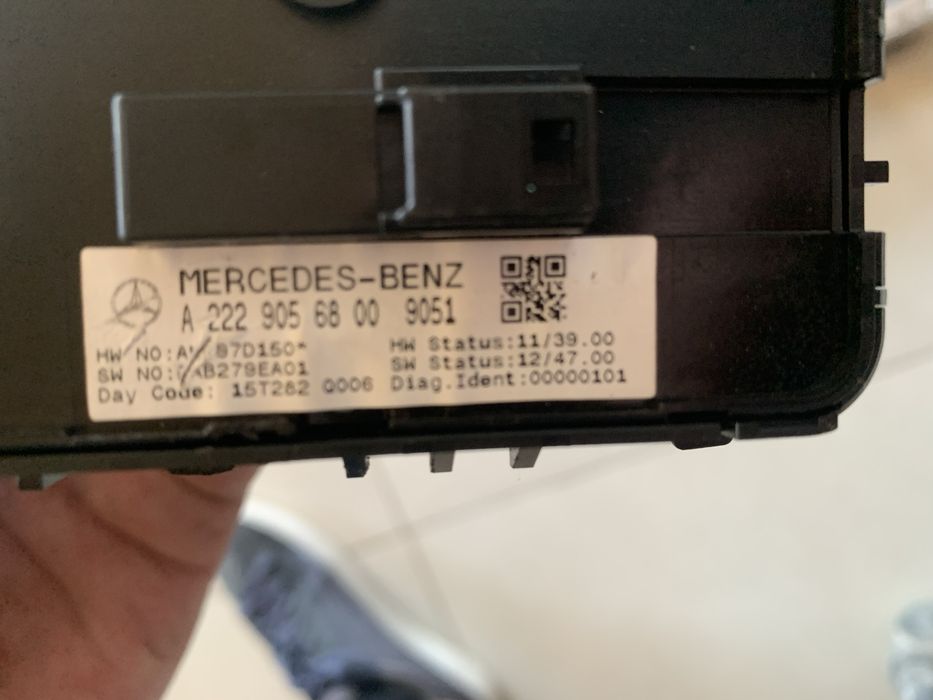 MERCEDES-BENZ
A 222 905 68 00 9051
HW NO: HW Status:11/39.00
SW NO: SW Status:12/47.00
Day Code: 15T282 Q006 Diag.Ident:00000101